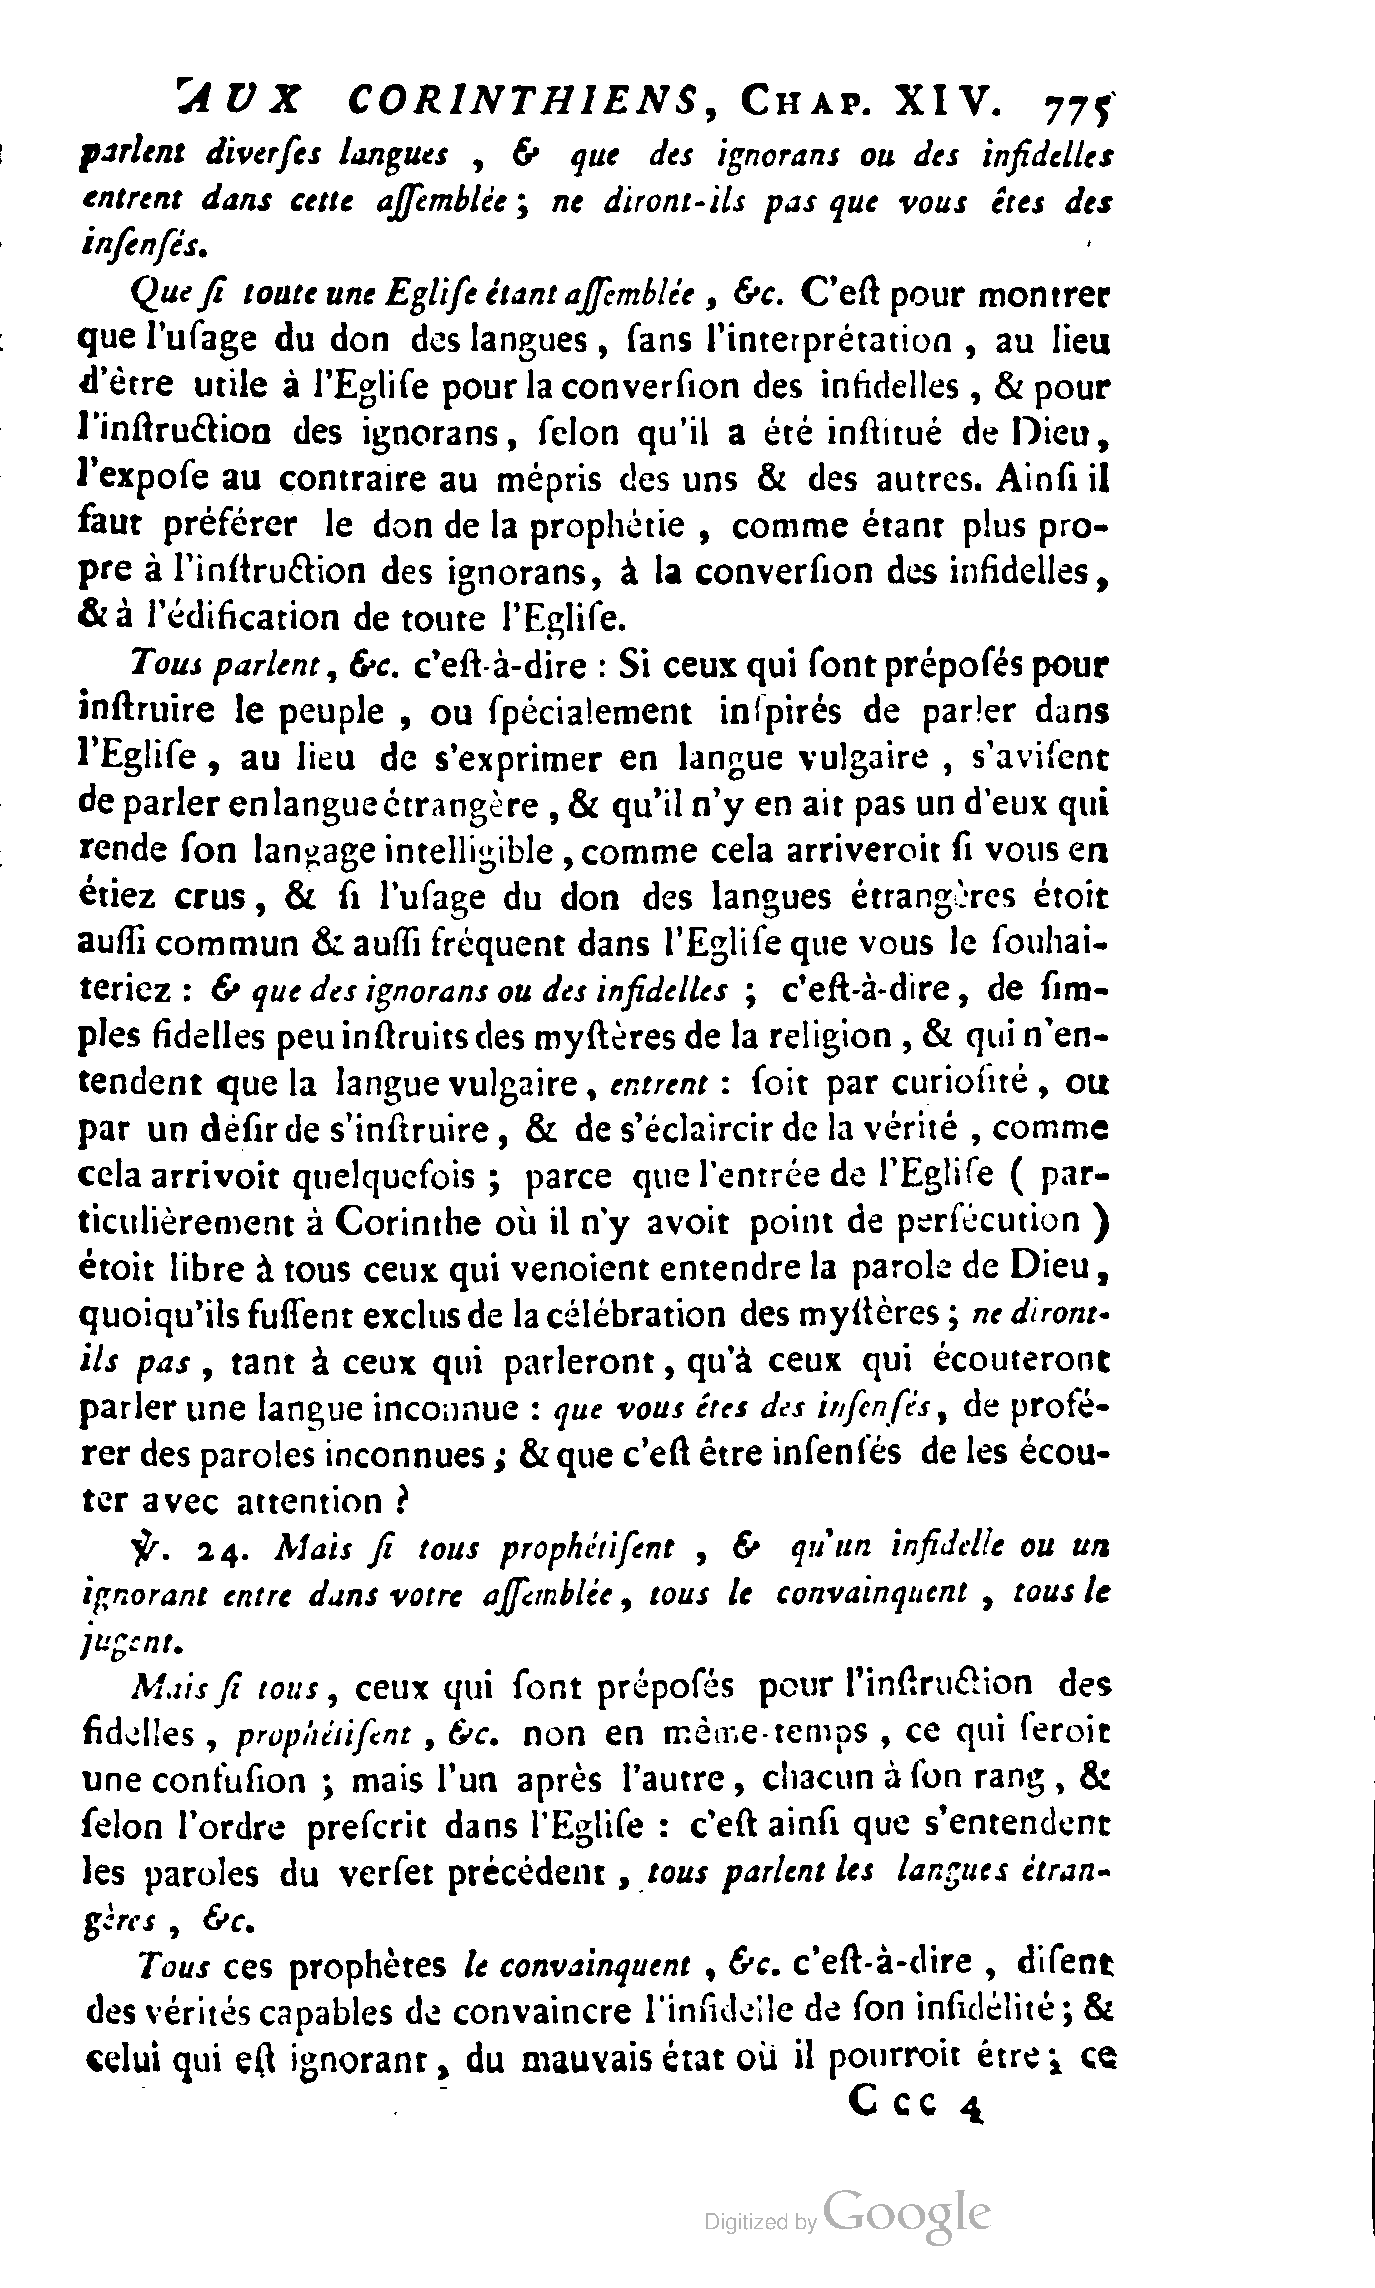 AUX CORINTHIENS, CHAP. XIV. 775
parlent diverſes langues , & que des ignorans ou des infidelles
entrent dans cette aſſemblée ; ne diront-ils pas que vous êtes des
inſenſés.
Que ſi toute une Egliſe étant aſſemblée , &c. C'eſt pour montrer
que l'uſage du don des langues , ſans l'interprétation , au lieu
d'être utile à l'Egliſe pour la converſion des infidelles , & pour
l'inſtruction des ignorans , ſelon qu'il a été inſtitué de Dieu ,
l'expoſe au contraire au mépris des uns & des autres. Ainſi il
faut préférer le don de la prophétie , comme étant plus pro-
pre à l'inſtruction des ignorans, à la converſion des infidelles ,
& à l'édification de toute l'Egliſe.
Tous parlent , &c. c'eſt-à-dire : Si ceux qui ſont prépoſés pour
inſtruire le peuple , ou ſpécialement inſpirés de parler dans
l'Egliſe , au lieu de s'exprimer en langue vulgaire , s'aviſent
de parler en langue étrangère , & qu'il n'y en ait pas un d'eux qui
rende ſon langage intelligible , comme cela arriveroit ſi vous en
étiez crus , & ſi l'uſage du don des langues étrangères étoit
auſſi commun & auſſi fréquent dans l'Egliſe que vous le ſouhai-
teriez : & que des ignorans ou des infidelles ; c'eſt-à-dire , de ſim-
ples fidelles peu inſtruits des myſtères de la religion , & qui n'en-
tendent que la langue vulgaire , entrent : ſoit par curioſité , ou
par un déſir de s'inſtruire , & de s'éclaircir de la vérité , comme
cela arrivoit quelquefois ; parce que l'entrée de l'Egliſe ( par-
ticulièrement à Corinthe où il n'y avoit point de perſécution )
étoit libre à tous ceux qui venoient entendre la parole de Dieu ,
quoiqu'ils fuſſent exclus de la célébration des myſtères ; ne diront-
ils pas , tant à ceux qui parleront , qu'à ceux qui écouteront
parler une langue inconnue : que vous êtes des inſenſés , de profé-
rer des paroles inconnues ; & que c'eſt être inſenſés de les écou-
ter avec attention ?
℣. 24. Mais ſi tous prophétiſent , & qu'un infidelle ou un
ignorant entre dans votre aſſemblée , tous le convainquent , tous le
jugent.
Mais ſi tous , ceux qui ſont prépoſés pour l'inſtruction des
fidelles , prophétiſent , &c. non en même-temps , ce qui ſeroit
une confuſion ; mais l'un après l'autre , chacun à ſon rang , &
ſelon l'ordre preſcrit dans l'Egliſe : c'eſt ainſi que s'entendent
les paroles du verſet précédent , tous parlent les langues étran-
gères , &c.
Tous ces prophètes le convainquent , &c. c'eſt-à-dire , diſent
des vérités capables de convaincre l'infidelle de ſon infidélité ; &
celui qui eſt ignorant , du mauvais état où il pourroit être ; ce
C c c 4
Digitized by Google